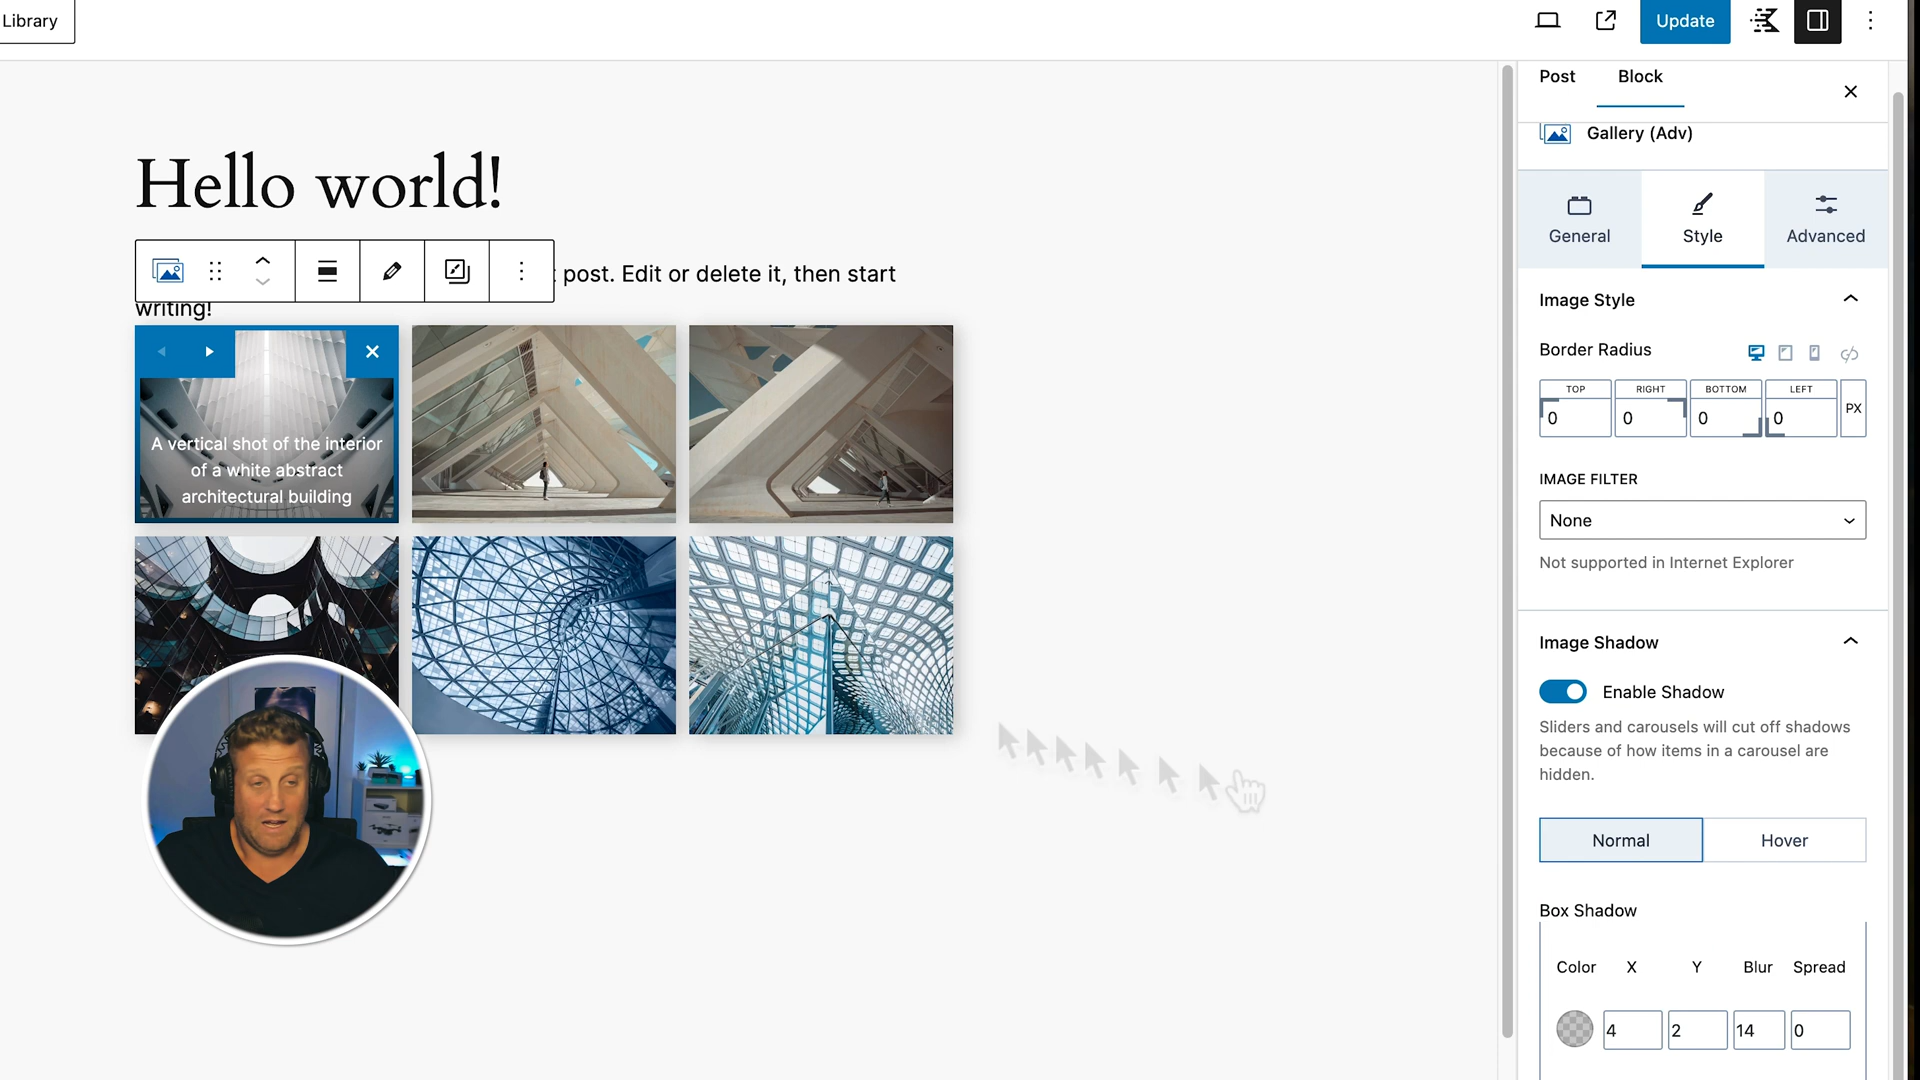 Library
Update
Post
Block
Gallery (Adv)
General
Style
Advanced
Hello world!
post. Edit or delete it, then start
writing!
A vertical shot of the interior
of a white abstract
architectural building
Image Style
Border Radius
TOP
RIGHT
BOTTOM
LEFT
0
0
0
0
PX
IMAGE FILTER
None
Not supported in Internet Explorer
Image Shadow
Enable Shadow
Sliders and carousels will cut off shadows
because of how items in a carousel are
hidden.
Normal
Hover
Box Shadow
Color
X
Y
Blur
Spread
4
2
14
0